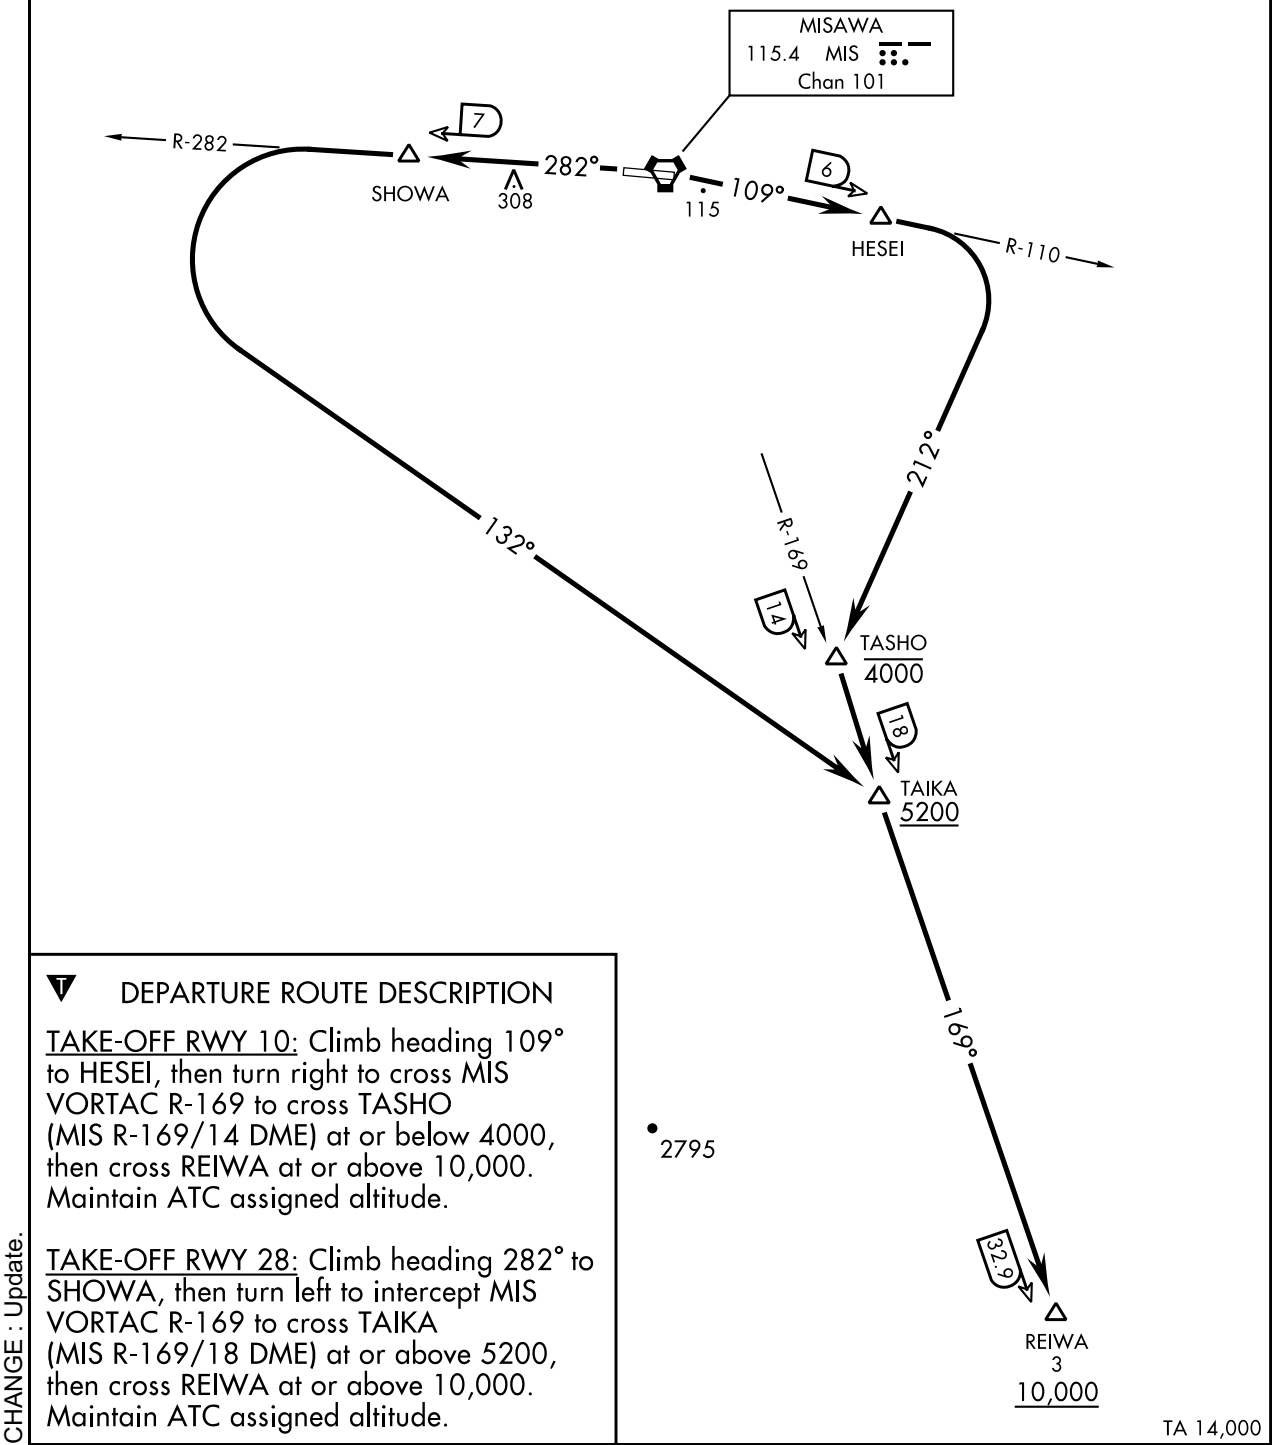 MISAWA
115.4 MIS
Chan 101
7
R-282
282°
SHOWA
308
115
109°
6
HESEI
R-110
212°
132°
R-169
14
TASHO
4000
18
TAIKA
5200
169°
2795
32.9
REIWA
3
10,000
TA 14,000
T DEPARTURE ROUTE DESCRIPTION
TAKE-OFF RWY 10: Climb heading 109°
to HESEI, then turn right to cross MIS
VORTAC R-169 to cross TASHO
(MIS R-169/14 DME) at or below 4000,
then cross REIWA at or above 10,000.
Maintain ATC assigned altitude.
TAKE-OFF RWY 28: Climb heading 282° to
SHOWA, then turn left to intercept MIS
VORTAC R-169 to cross TAIKA
(MIS R-169/18 DME) at or above 5200,
then cross REIWA at or above 10,000.
Maintain ATC assigned altitude.
CHANGE : Update.